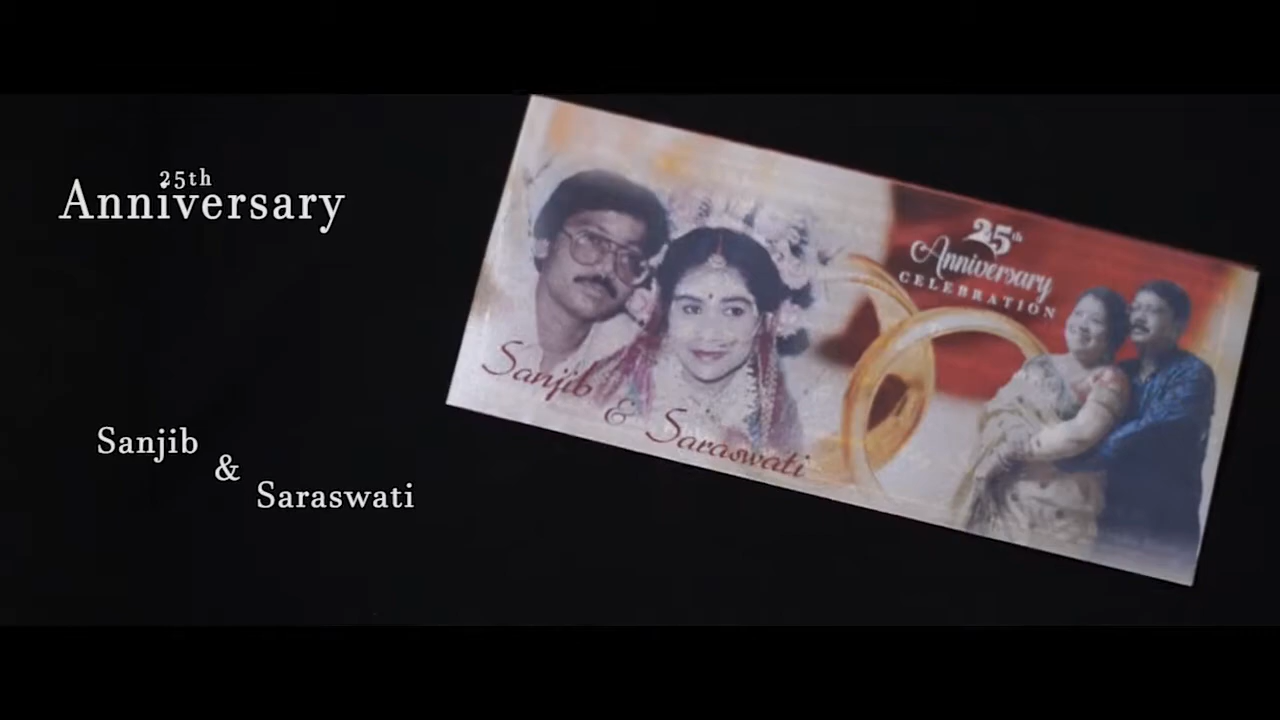 25th
Anniversary
Sanjib
&
Saraswati
25th
Anniversary
CELEBRATION
Sanjib & Saraswati